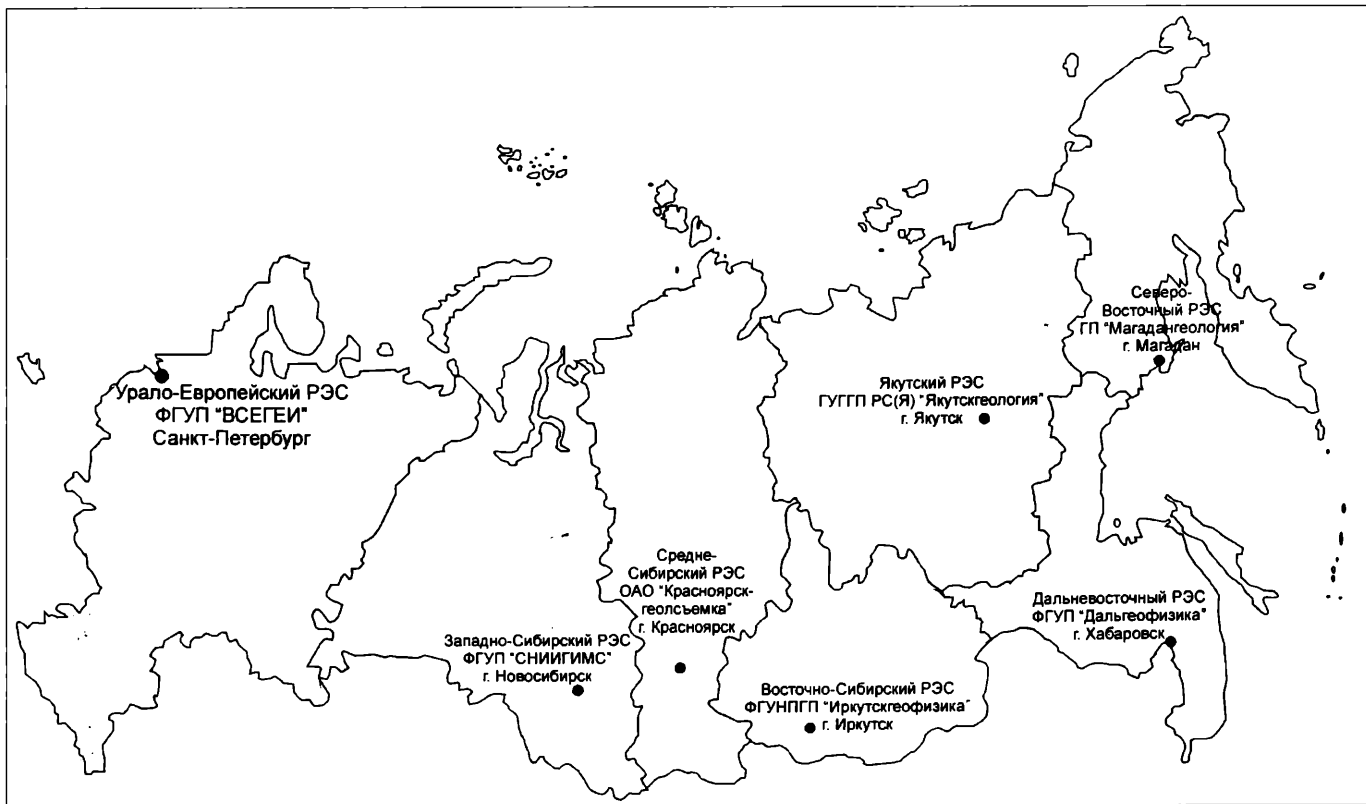 Урало-Европейский РЭС
ФГУП "ВСЕГЕИ"
Санкт-Петербург
Западно-Сибирский РЭС
ФГУП "СНИИГИМС"
г. Новосибирск
Средне-
Сибирский РЭС
ОАО "Красноярск-
геолсъемка"
г. Красноярск
Восточно-Сибирский РЭС
ФГУНПГП "Иркутскгеофизика"
г. Иркутск
Якутский РЭС
ГУГГП РС(Я) "Якутскгеология"
г. Якутск
Северо-
Восточный РЭС
ГП "Магадангеология"
г. Магадан
Дальневосточный РЭС
ФГУП "Дальгеофизика"
г. Хабаровск